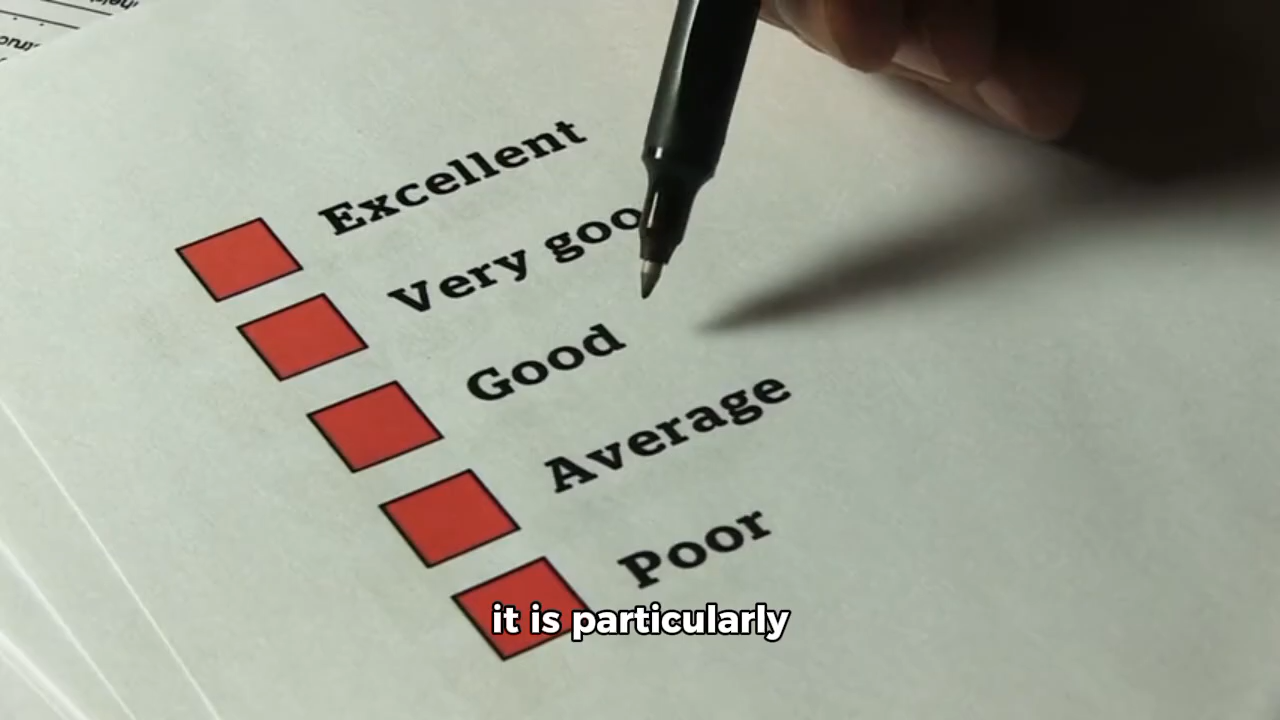 Excellent
Very goo
Good
Average
Poor
it is particularly